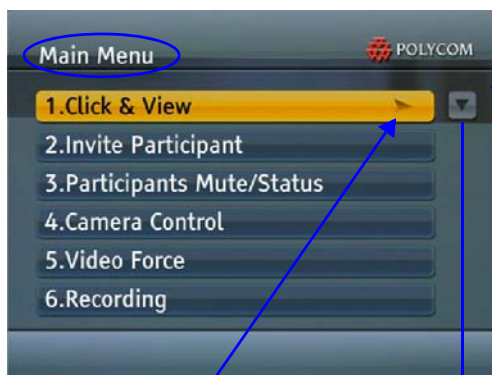 Main Menu
POLYCOM
1.Click & View
2.Invite Participant
3.Participants Mute/Status
4.Camera Control
5.Video Force
6.Recording